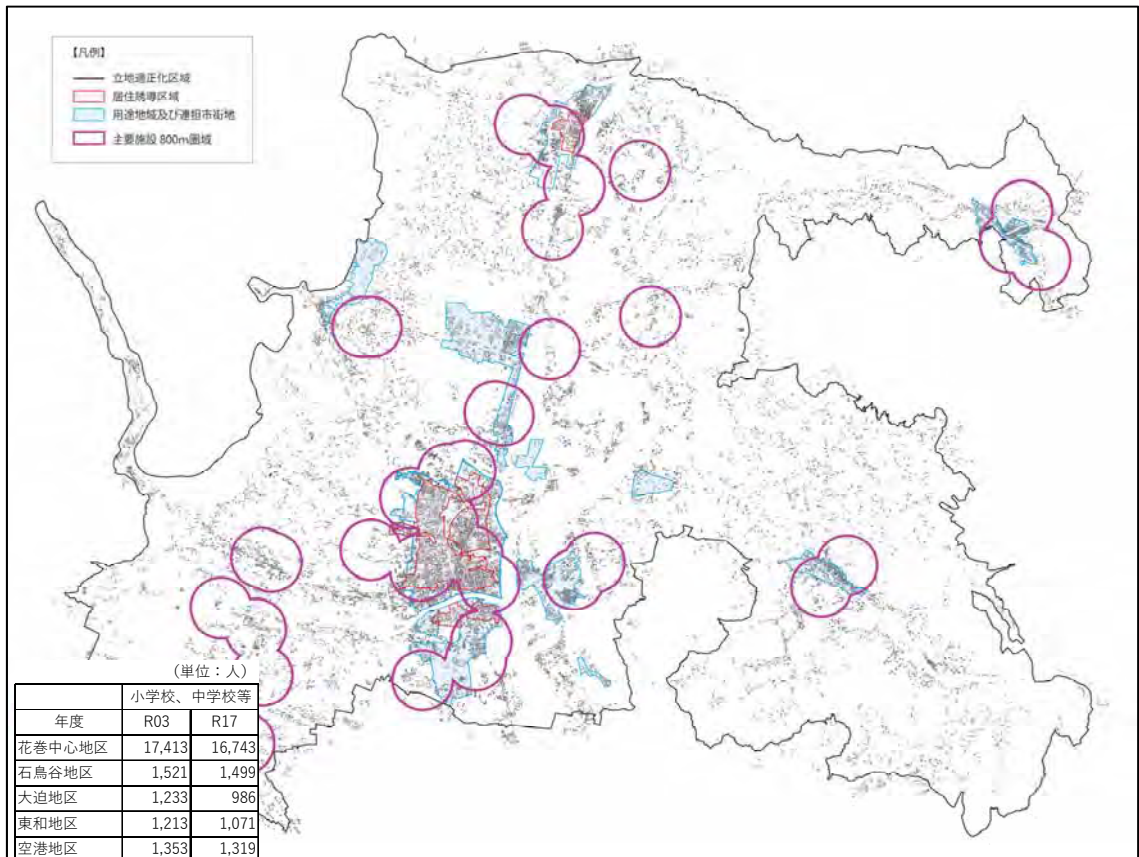 【凡例】
立地適正化区域
居住誘導区域
用途地域及び連担市街地
主要施設 800m圏域
(単位：人)
小学校、中学校等
年度 R03 R17
花巻中心地区 17,413 16,743
石鳥谷地区 1,521 1,499
大迫地区 1,233 986
東和地区 1,213 1,071
空港地区 1,353 1,319